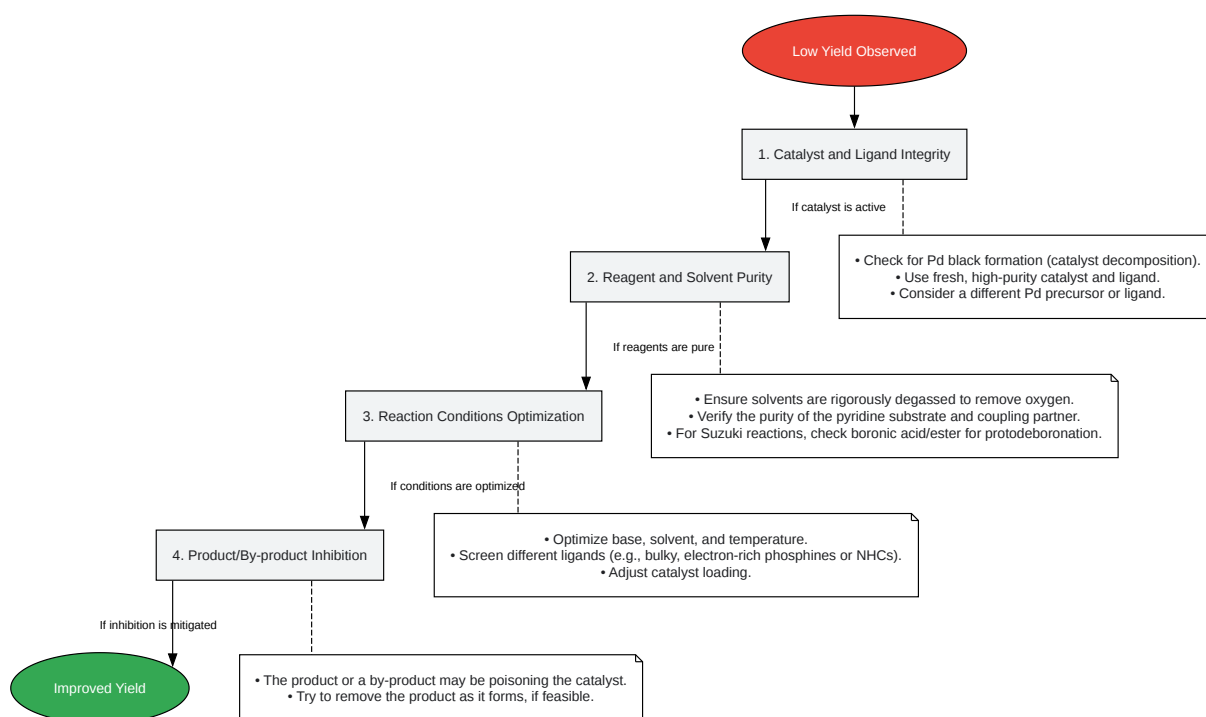 Low Yield Observed
1. Catalyst and Ligand Integrity
If catalyst is active
• Check for Pd black formation (catalyst decomposition).
• Use fresh, high-purity catalyst and ligand.
• Consider a different Pd precursor or ligand.
2. Reagent and Solvent Purity
If reagents are pure
• Ensure solvents are rigorously degassed to remove oxygen.
• Verify the purity of the pyridine substrate and coupling partner.
• For Suzuki reactions, check boronic acid/ester for protodeboronation.
3. Reaction Conditions Optimization
If conditions are optimized
• Optimize base, solvent, and temperature.
• Screen different ligands (e.g., bulky, electron-rich phosphines or NHCs).
• Adjust catalyst loading.
4. Product/By-product Inhibition
If inhibition is mitigated
• The product or a by-product may be poisoning the catalyst.
• Try to remove the product as it forms, if feasible.
Improved Yield